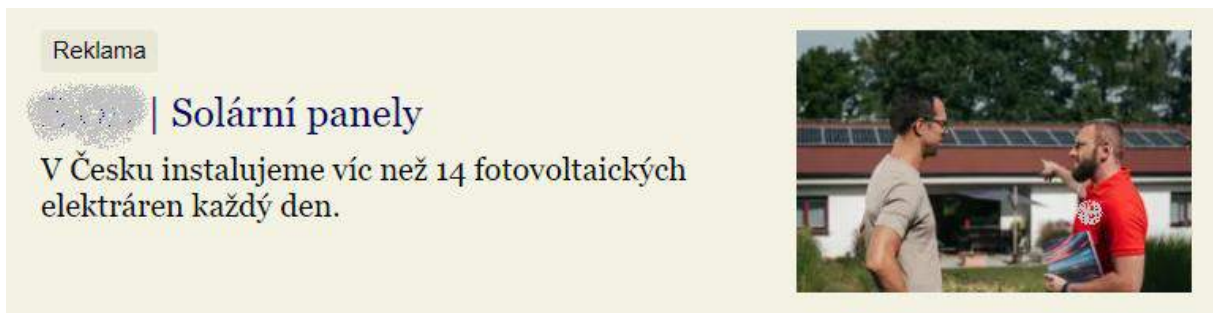 Reklama
| Solární panely
V Česku instalujeme víc než 14 fotovoltaických
elektráren každý den.